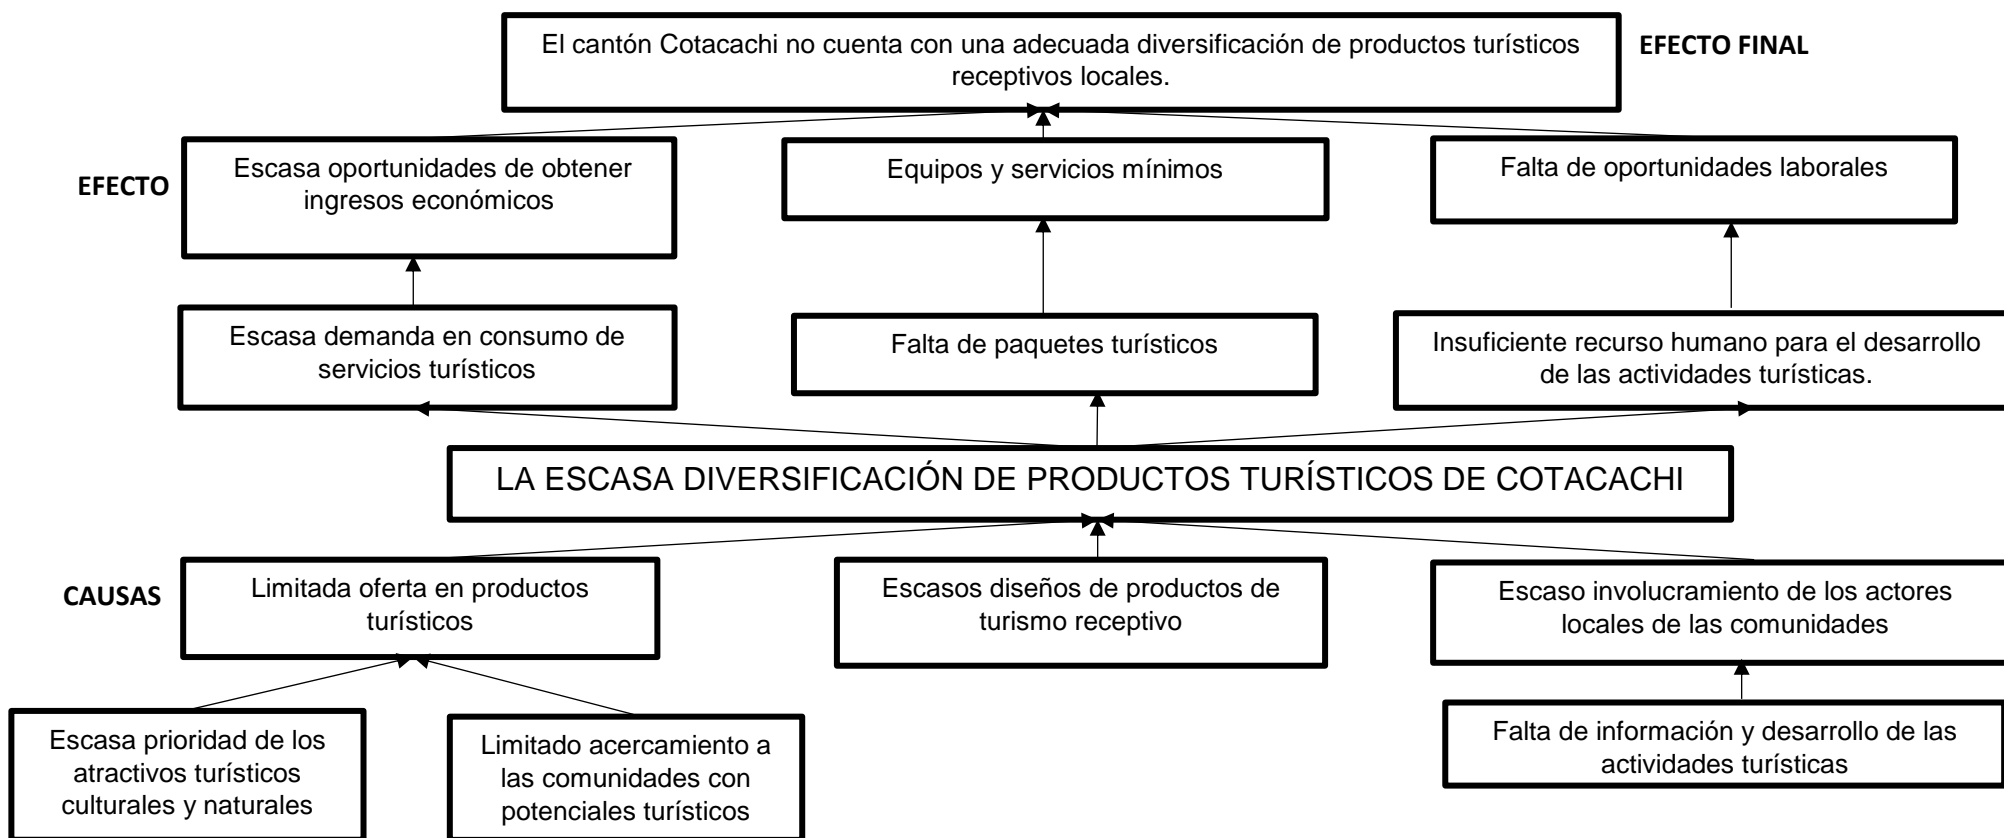 El cantón Cotacachi no cuenta con una adecuada diversificación de productos turísticos
receptivos locales.
EFECTO FINAL
EFECTO
Escasa oportunidades de obtener
ingresos económicos
Equipos y servicios mínimos
Falta de oportunidades laborales
Escasa demanda en consumo de
servicios turísticos
Falta de paquetes turísticos
Insuficiente recurso humano para el desarrollo
de las actividades turísticas.
LA ESCASA DIVERSIFICACIÓN DE PRODUCTOS TURÍSTICOS DE COTACACHI
CAUSAS
Limitada oferta en productos
turísticos
Escasos diseños de productos de
turismo receptivo
Escaso involucramiento de los actores
locales de las comunidades
Escasa prioridad de los
atractivos turísticos
culturales y naturales
Limitado acercamiento a
las comunidades con
potenciales turísticos
Falta de información y desarrollo de las
actividades turísticas